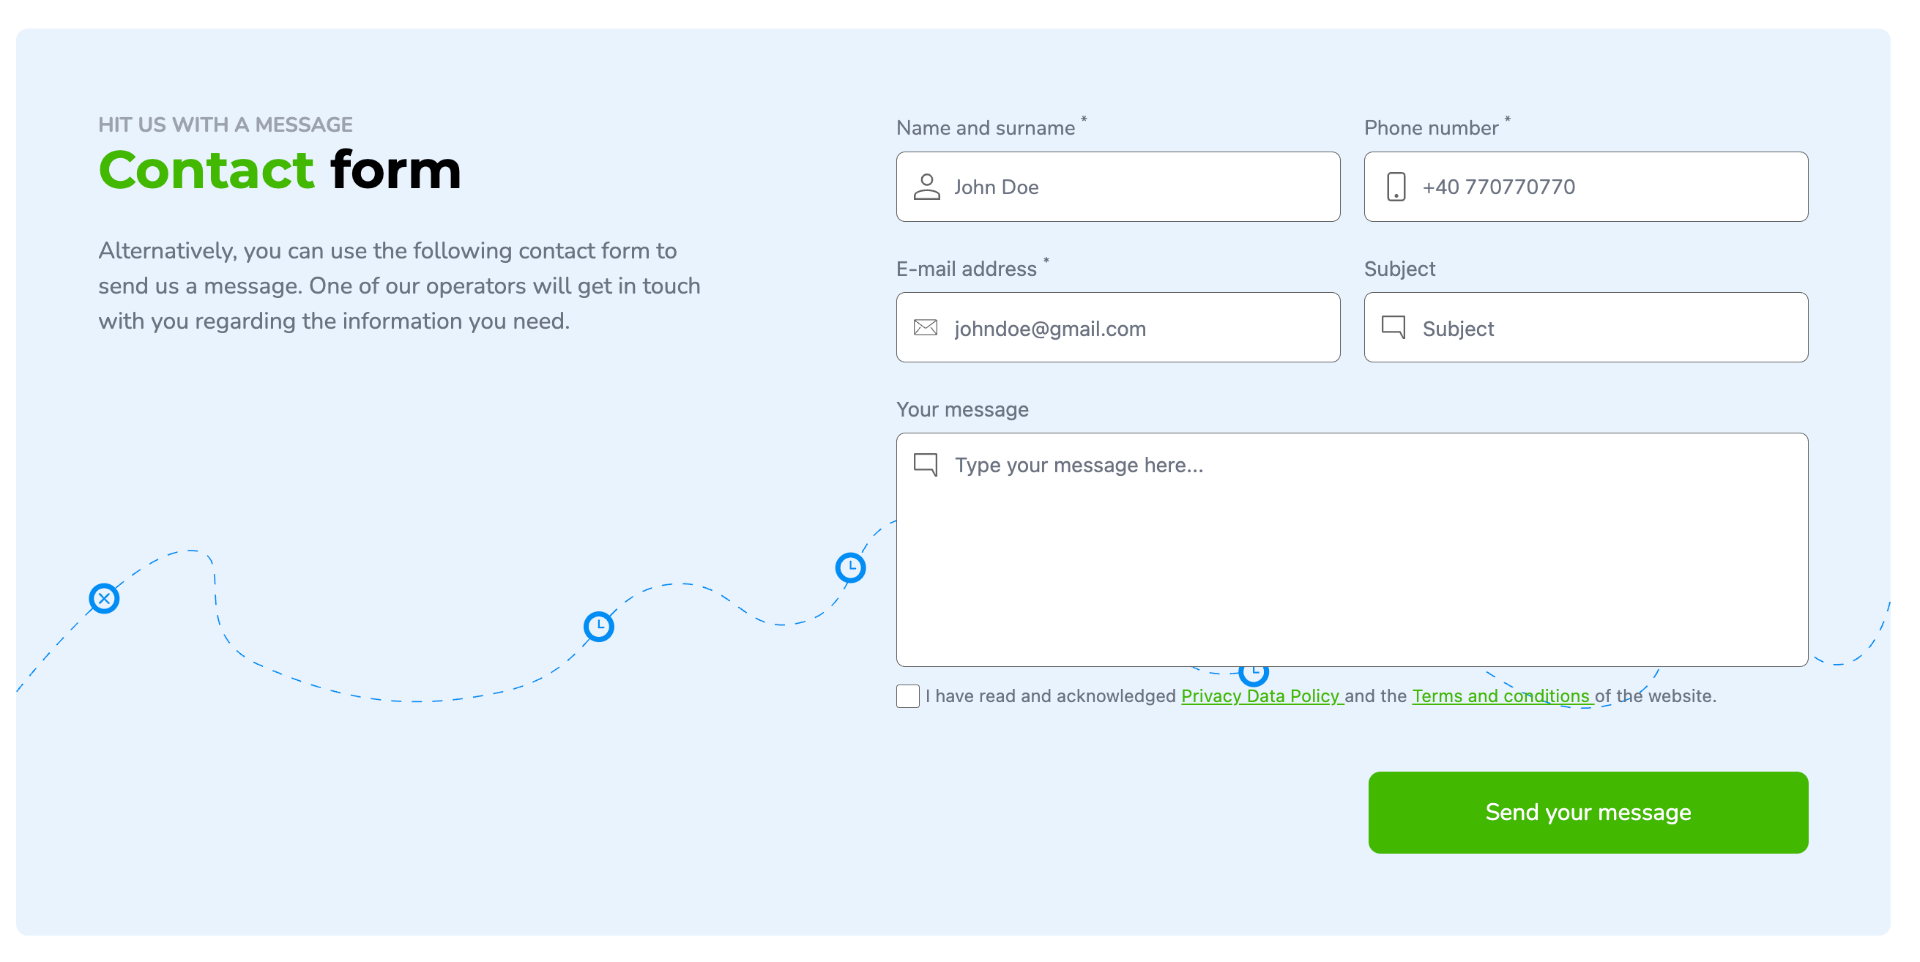 HIT US WITH A MESSAGE
Contact form
Alternatively, you can use the following contact form to
send us a message. One of our operators will get in touch
with you regarding the information you need.
Name and surname *
John Doe
Phone number *
+40 770770770
E-mail address *
johndoe@gmail.com
Subject
Subject
Your message
Type your message here...
I have read and acknowledged Privacy Data Policy and the Terms and conditions of the website.
Send your message